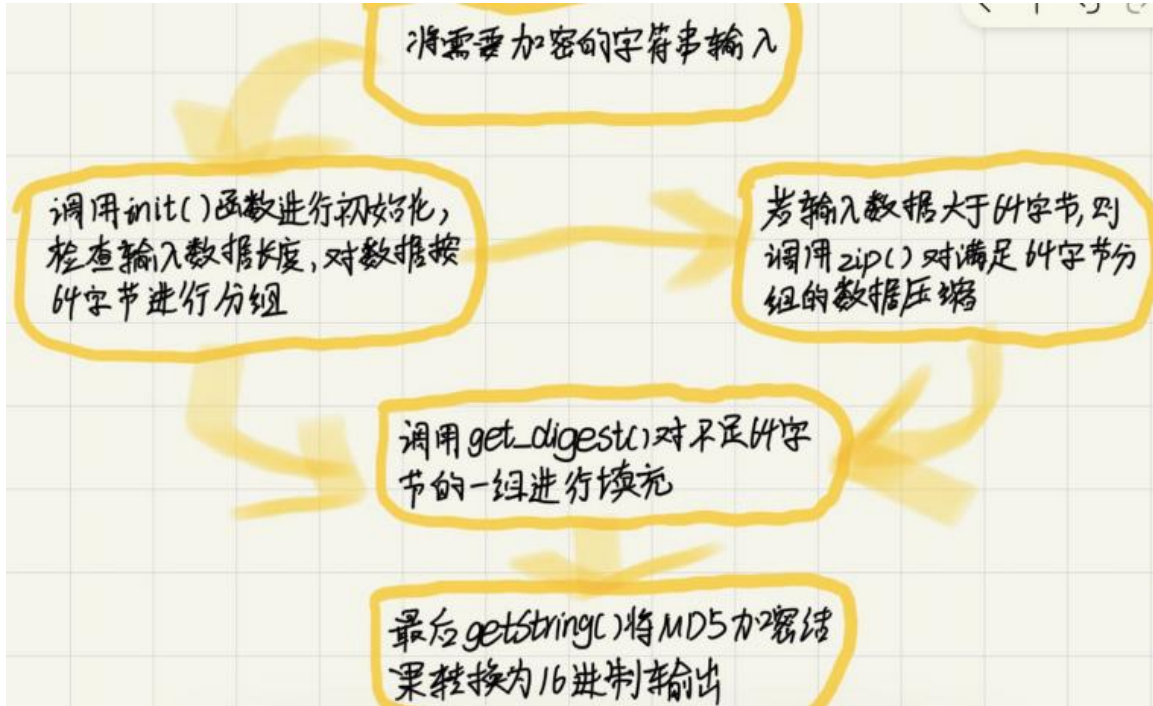 将需要加密的字符串输入
调用init()函数进行初始化,
检查输入数据长度,对数据按
64字节进行分组
若输入数据大于64字节,则
调用zip()对满足64字节分
组的数据压缩
调用get_digest()对不足64字
节的一组进行填充
最后getString()将MD5加密结
果转换为16进制输出